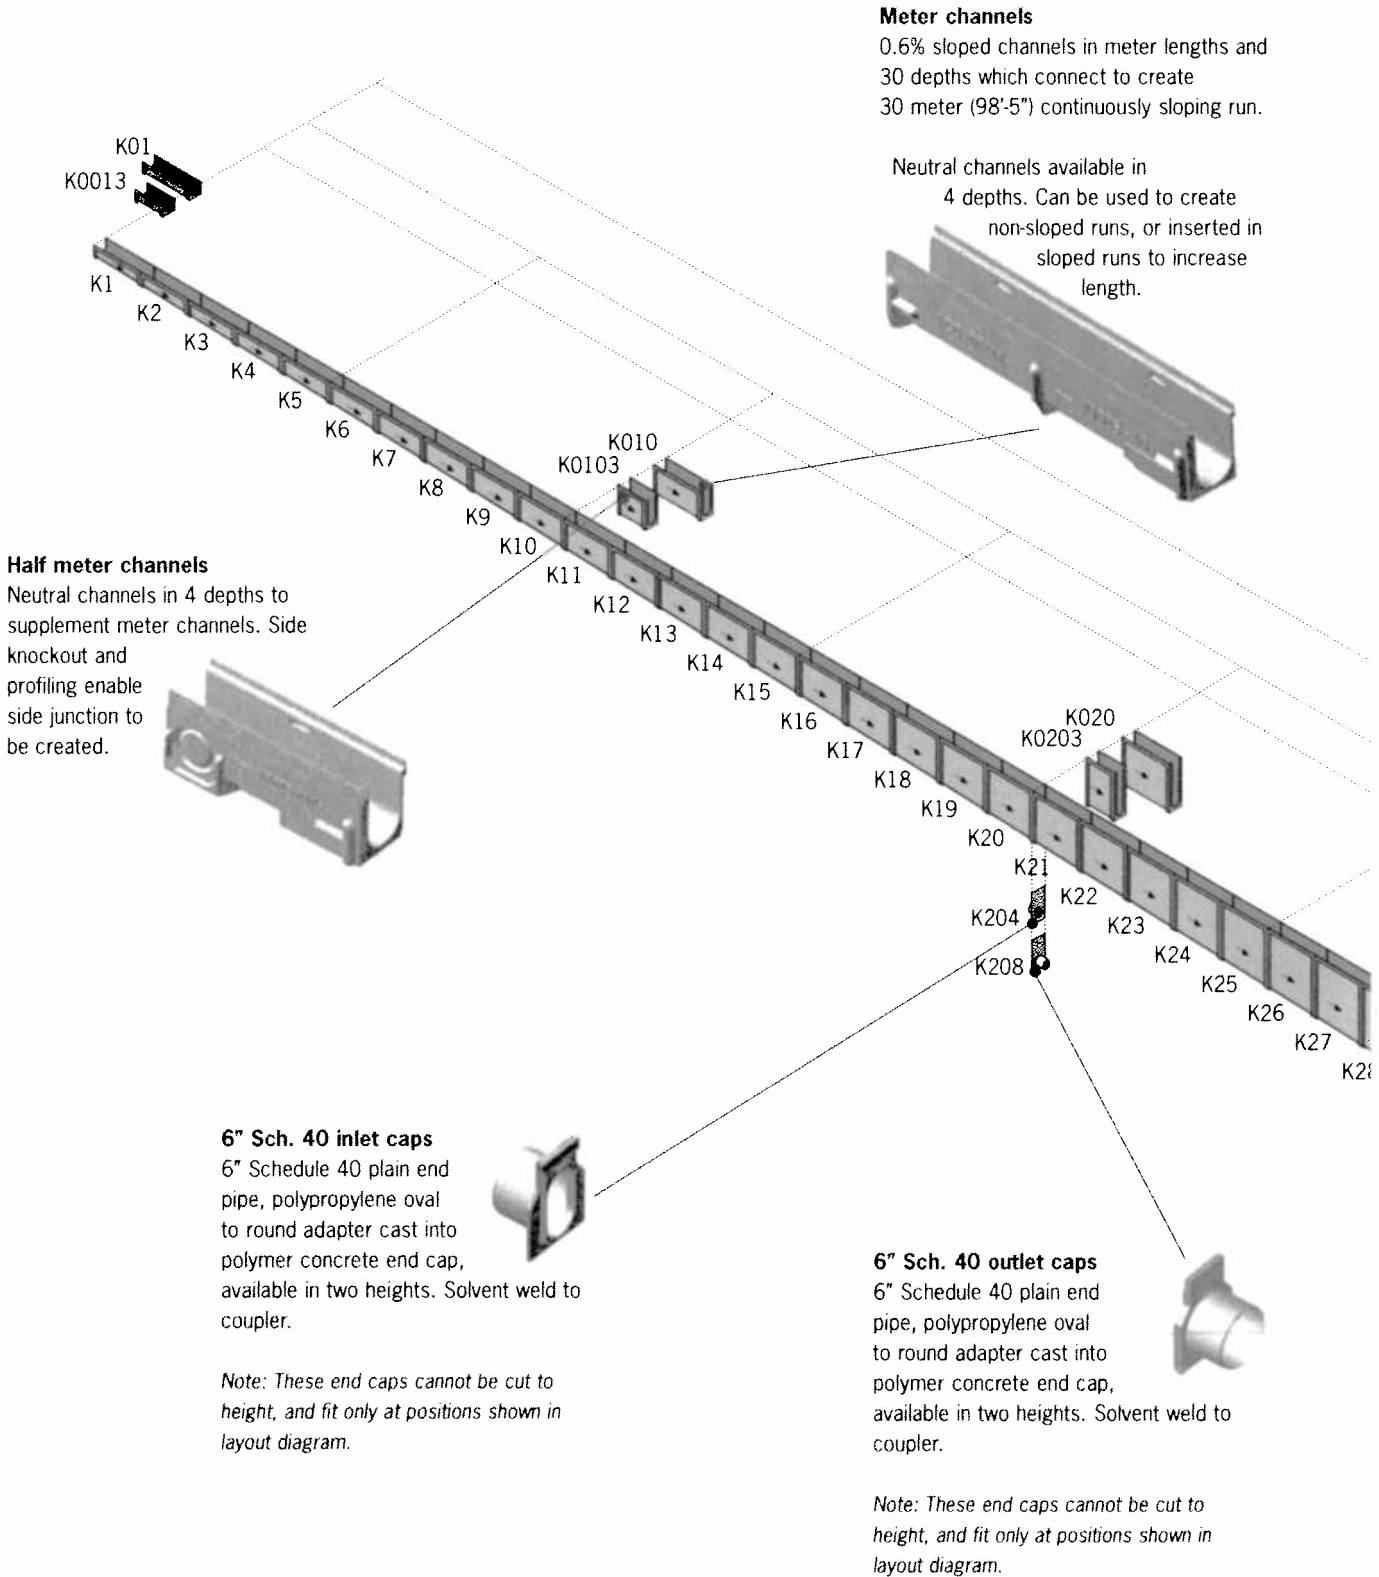 Meter channels
0.6% sloped channels in meter lengths and
30 depths which connect to create
30 meter (98'-5") continuously sloping run.
K01
K0013
Neutral channels available in
4 depths. Can be used to create
non-sloped runs, or inserted in
sloped runs to increase
length.
K1
K2
K3
K4
K5
K6
K7
K8
K9
K10
K010
K0103
K11
K12
K13
K14
K15
K16
K17
K18
K19
K20
K020
K0203
K21
K22
K23
K24
K25
K26
K27
K204
K208
Half meter channels
Neutral channels in 4 depths to
supplement meter channels. Side
knockout and
profiling enable
side junction to
be created.
6" Sch. 40 inlet caps
6" Schedule 40 plain end
pipe, polypropylene oval
to round adapter cast into
polymer concrete end cap,
available in two heights. Solvent weld to
coupler.
Note: These end caps cannot be cut to
height, and fit only at positions shown in
layout diagram.
6" Sch. 40 outlet caps
6" Schedule 40 plain end
pipe, polypropylene oval
to round adapter cast into
polymer concrete end cap,
available in two heights. Solvent weld to
coupler.
Note: These end caps cannot be cut to
height, and fit only at positions shown in
layout diagram.